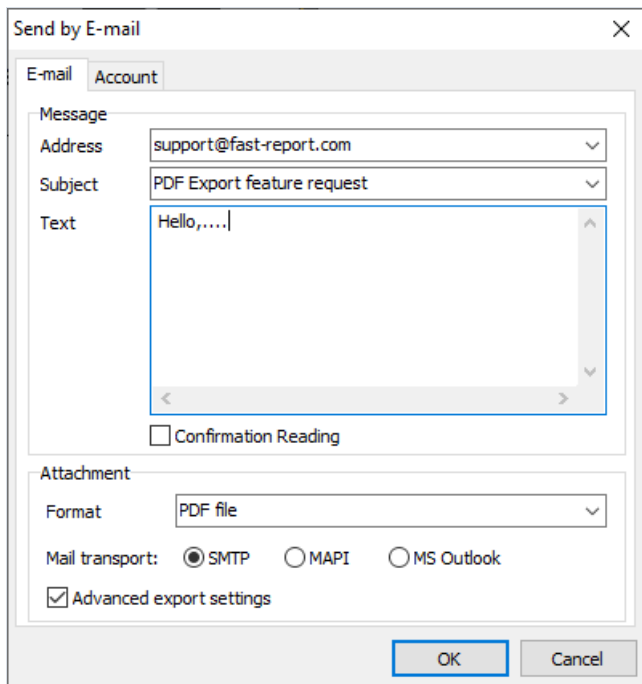 Send by E-mail
E-mail Account
Message
Address support@fast-report.com
Subject PDF Export feature request
Text Hello,....
Confirmation Reading
Attachment
Format PDF file
Mail transport: SMTP MAPI MS Outlook
Advanced export settings
OK Cancel